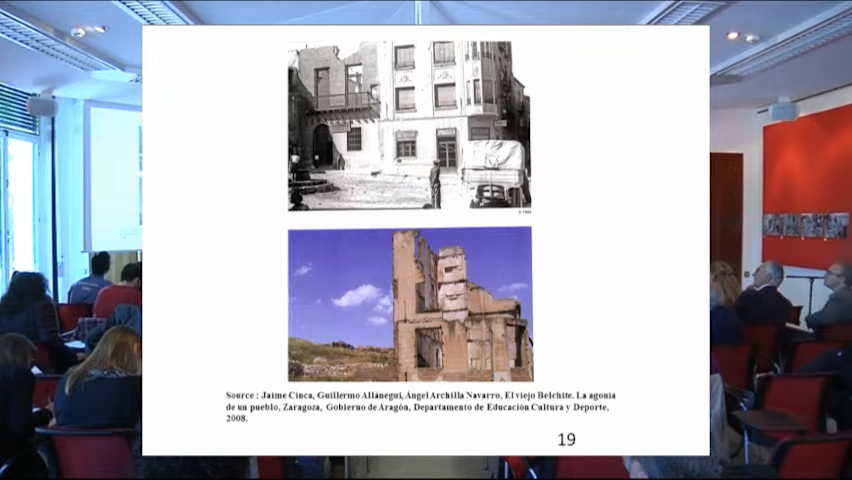 Source : Jaime Cinca, Guillermo Allánegui, Ángel Archilla Navarro, El viejo Belchite. La agonía
de un pueblo, Zaragoza, Gobierno de Aragón, Departamento de Educación Cultura y Deporte,
2008.
19